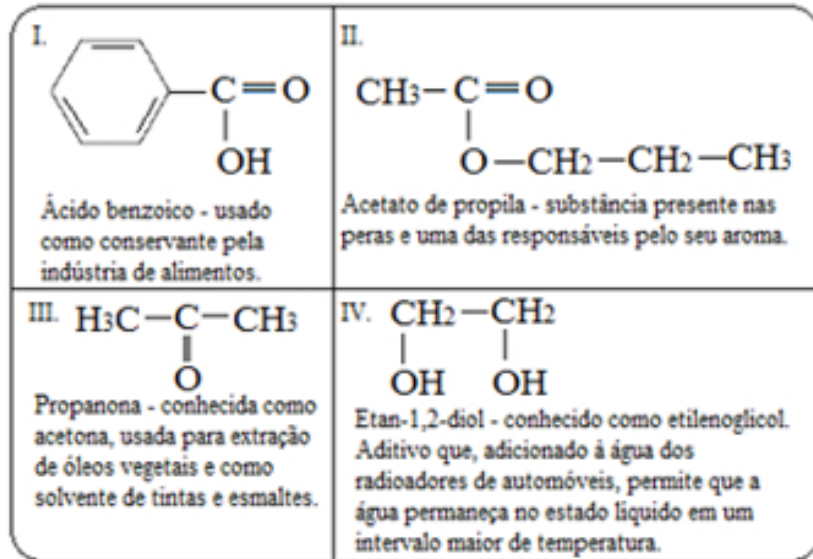 I.
C=O
OH
Ácido benzoico - usado
como conservante pela
indústria de alimentos.
II.
CH3-C=O
O-CH2-CH2-CH3
Acetato de propila - substância presente nas
peras e uma das responsáveis pelo seu aroma.
III. H3C-C-CH3
O
Propanona - conhecida como
acetona, usada para extração
de óleos vegetais e como
solvente de tintas e esmaltes.
IV. CH2-CH2
OH OH
Etan-1,2-diol - conhecido como etilenoglicol.
Aditivo que, adicionado à água dos
radioadores de automóveis, permite que a
água permaneça no estado líquido em um
intervalo maior de temperatura.